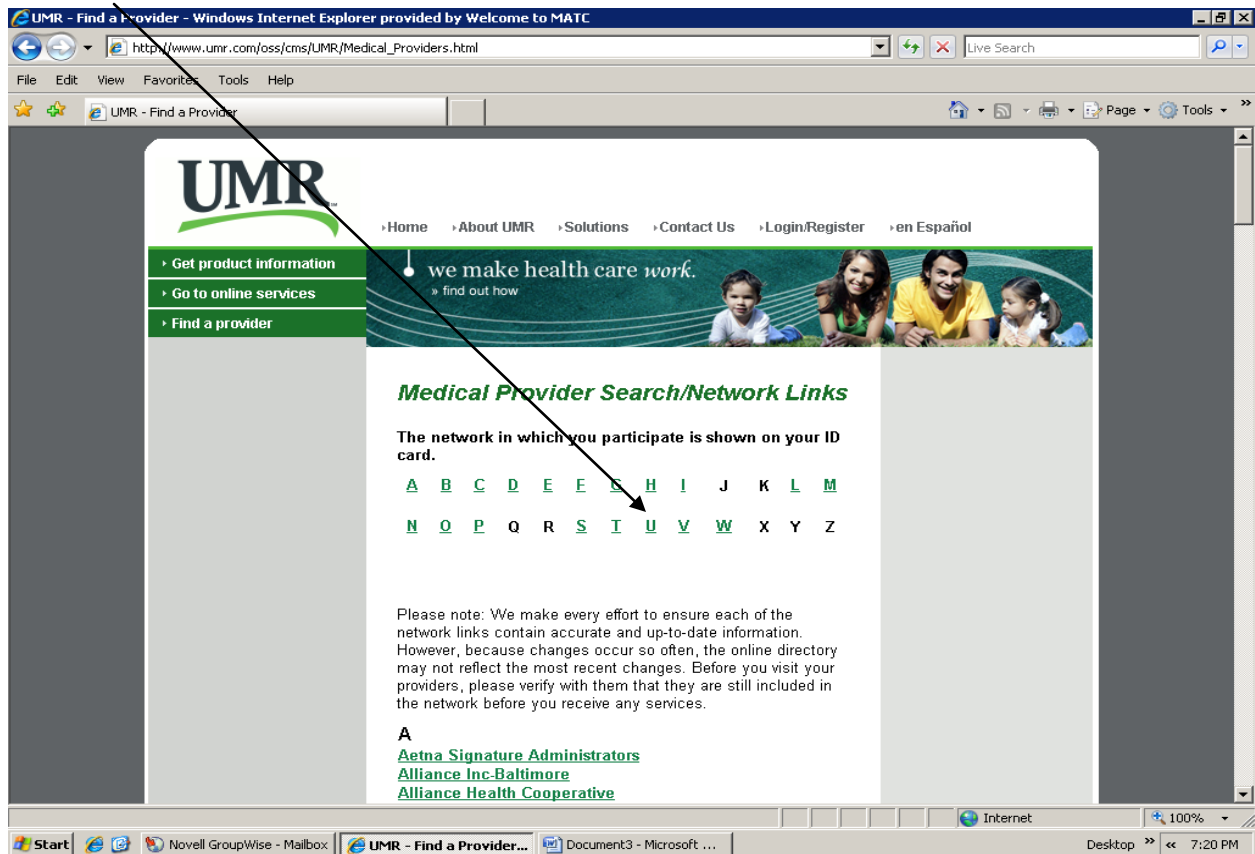 UMR - Find a Provider - Windows Internet Explorer provided by Welcome to MATC
http://www.umr.com/oss/cms/UMR/Medical_Providers.html
Live Search
File Edit View Favorites Tools Help
UMR - Find a Provider
Page Tools »
UMR
Home About UMR Solutions Contact Us Login/Register en Español
Get product information
Go to online services
Find a provider
we make health care work.
» find out how
Medical Provider Search/Network Links
The network in which you participate is shown on your ID
card.
A B C D E F G H I J K L M
N O P Q R S T U V W X Y Z
Please note: We make every effort to ensure each of the
network links contain accurate and up-to-date information.
However, because changes occur so often, the online directory
may not reflect the most recent changes. Before you visit your
providers, please verify with them that they are still included in
the network before you receive any services.
A
Aetna Signature Administrators
Alliance Inc-Baltimore
Alliance Health Cooperative
Internet 100%
Start Novell GroupWise - Mailbox UMR - Find a Provider... Document3 - Microsoft ... Desktop » « 7:20 PM